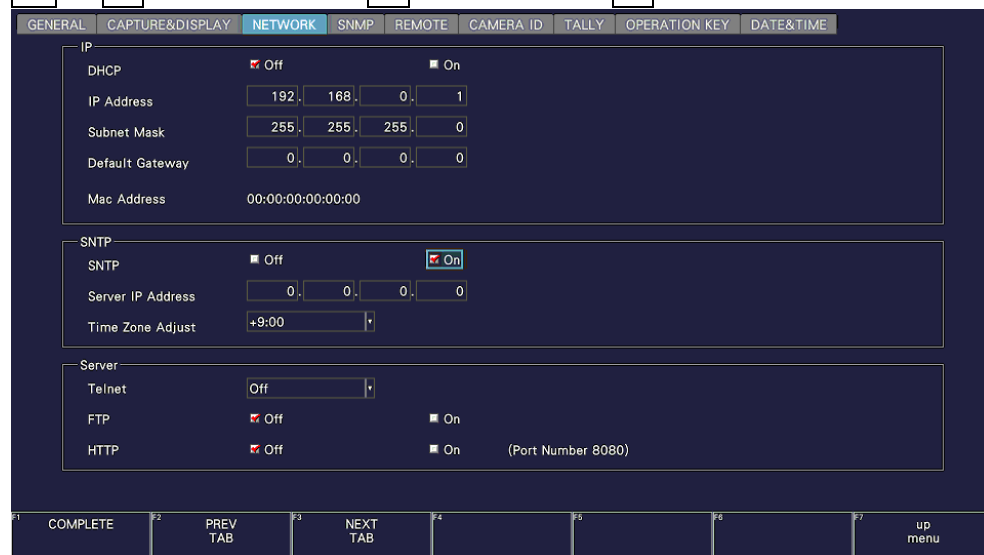 GENERAL CAPTURE&DISPLAY NETWORK SNMP REMOTE CAMERA ID TALLY OPERATION KEY DATE&TIME
IP
DHCP Off On
IP Address 192. 168. 0. 1
Subnet Mask 255. 255. 255. 0
Default Gateway 0. 0. 0. 0
Mac Address 00:00:00:00:00:00
SNTP
SNTP Off On
Server IP Address 0. 0. 0. 0
Time Zone Adjust +9:00
Server
Telnet Off
FTP Off On
HTTP Off On (Port Number 8080)
F1 COMPLETE F2 PREV TAB F3 NEXT TAB F4 F5 F6 F7 up menu